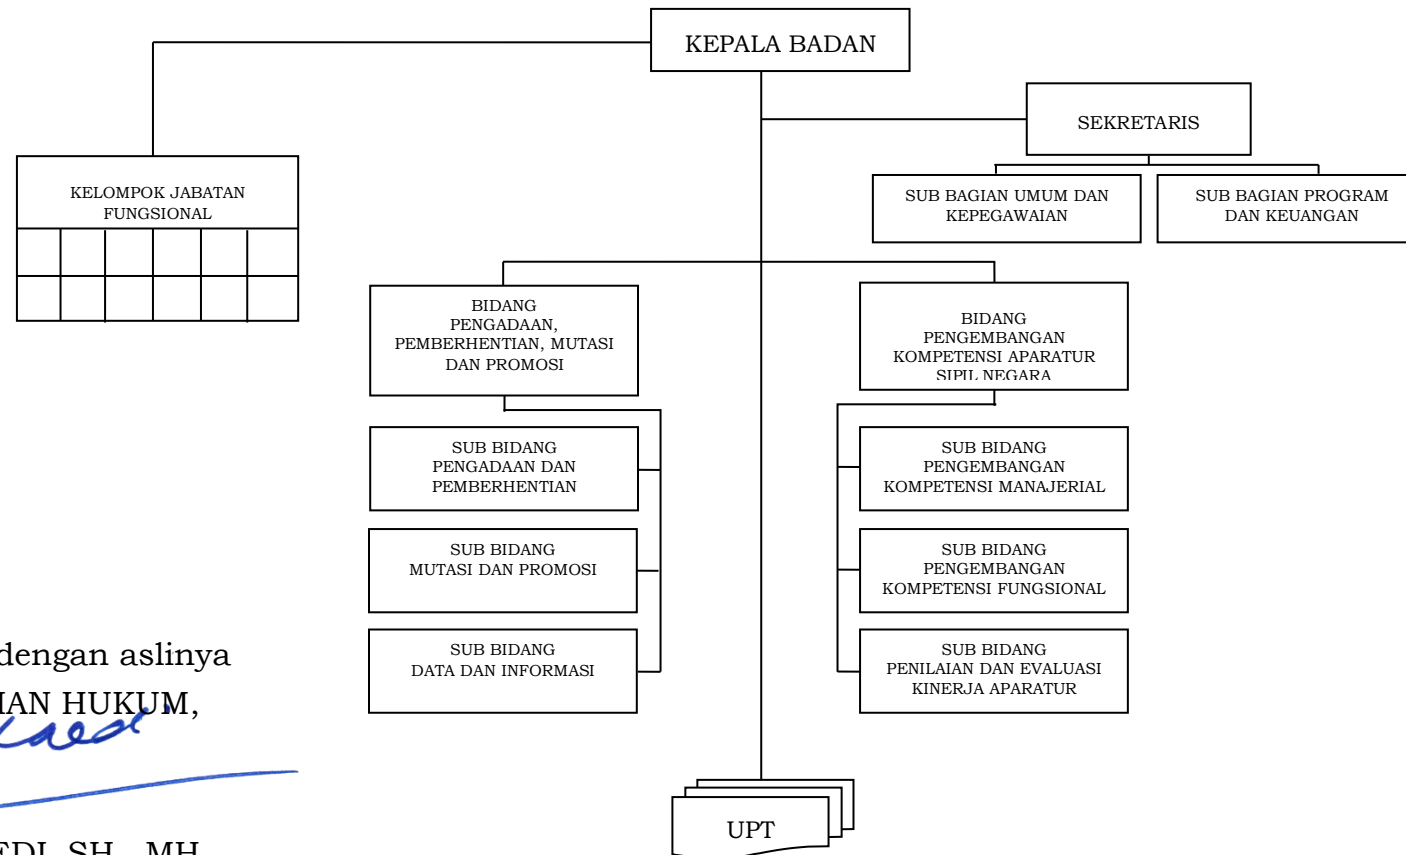 KEPALA BADAN
SEKRETARIS
KELOMPOK JABATAN
FUNGSIONAL
SUB BAGIAN UMUM DAN
KEPEGAWAIAN
SUB BAGIAN PROGRAM
DAN KEUANGAN
BIDANG
PENGADAAN,
PEMBERHENTIAN, MUTASI
DAN PROMOSI
BIDANG
PENGEMBANGAN
KOMPETENSI APARATUR
SIPIL NEGARA
SUB BIDANG
PENGADAAN DAN
PEMBERHENTIAN
SUB BIDANG
PENGEMBANGAN
KOMPETENSI MANAJERIAL
SUB BIDANG
MUTASI DAN PROMOSI
SUB BIDANG
PENGEMBANGAN
KOMPETENSI FUNGSIONAL
SUB BIDANG
DATA DAN INFORMASI
SUB BIDANG
PENILAIAN DAN EVALUASI
KINERJA APARATUR
dengan aslinya
HUKUM,
UPT
SH., MH